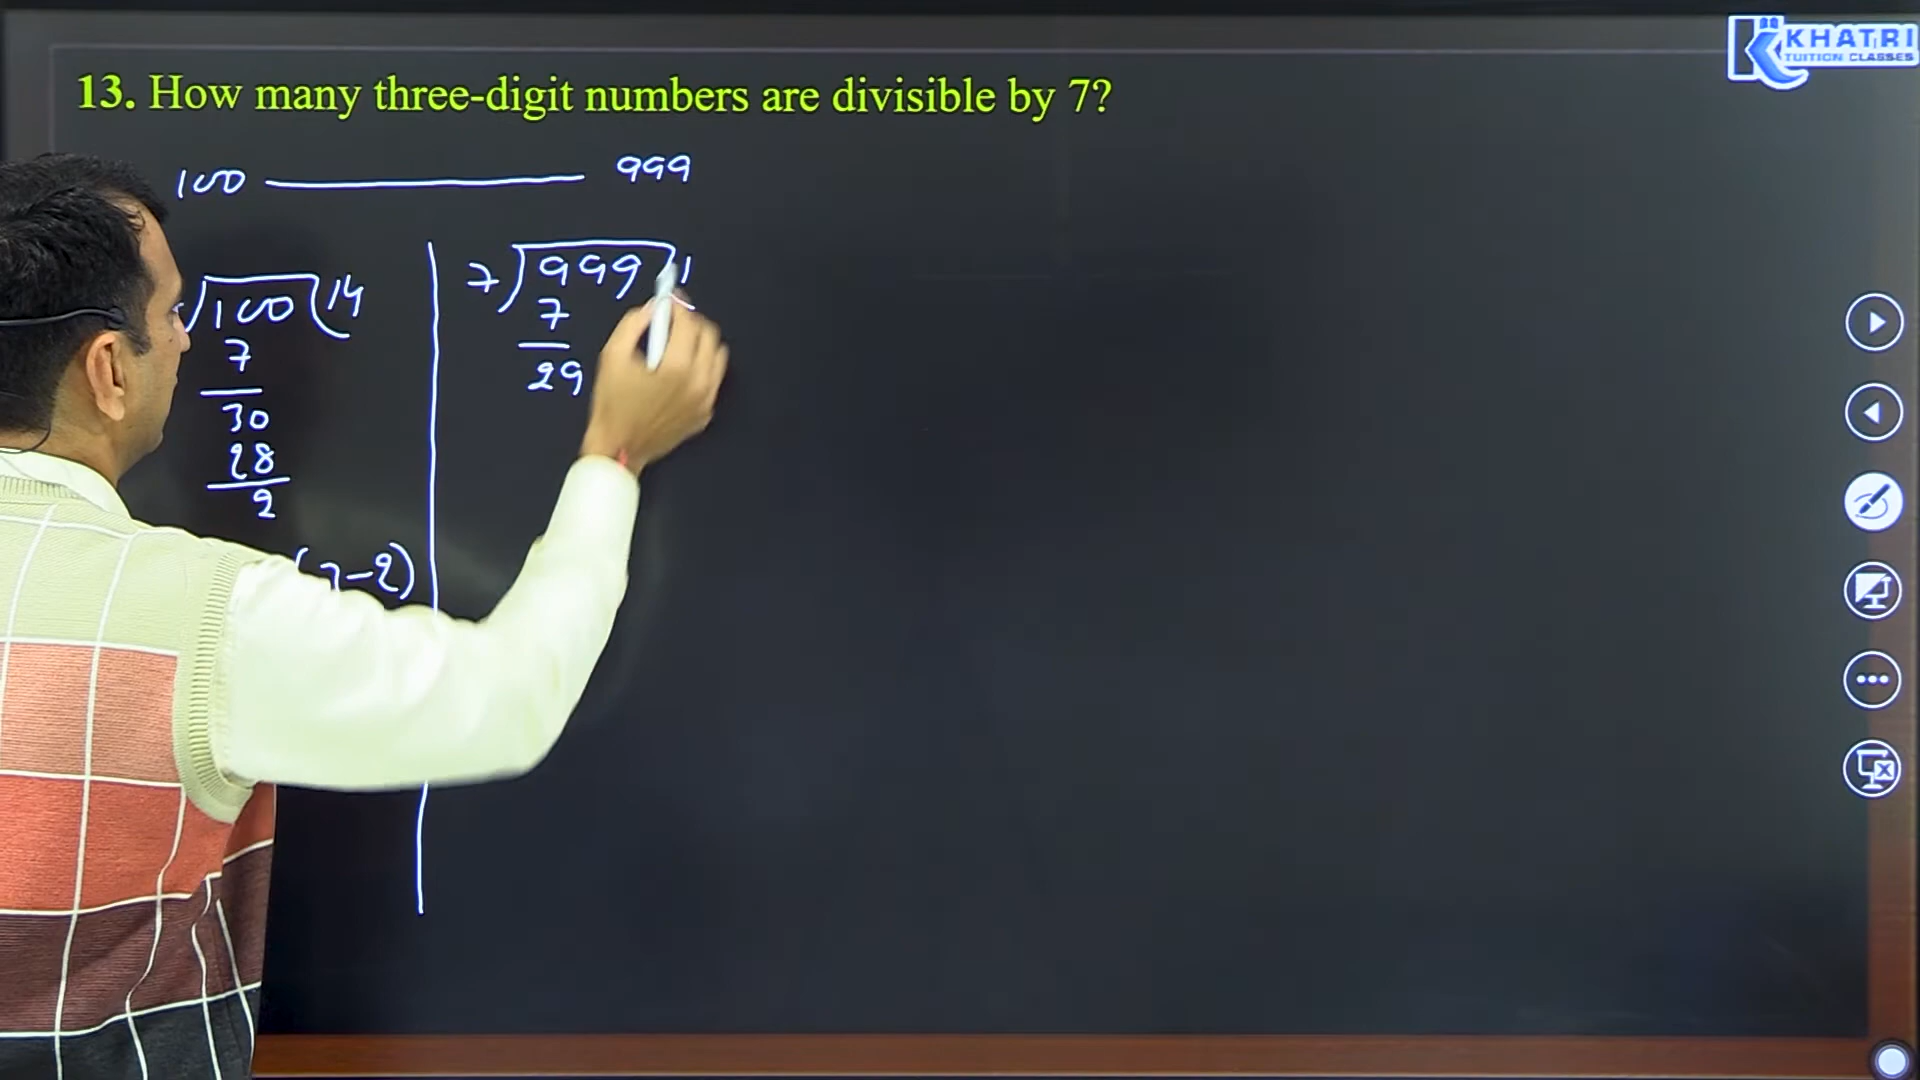 KHATRI
TUITION CLASSES
13. How many three-digit numbers are divisible by 7?
100 999
100 14
7
30
28
2
(7-2)
7 999 1
7
29